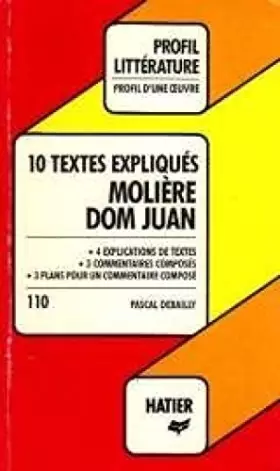 PROFIL
LITTÉRATURE
PROFIL D'UNE ŒUVRE
10 TEXTES EXPLIQUÉS
MOLIÈRE
DOM JUAN
• 4 EXPLICATIONS DE TEXTES
• 3 COMMENTAIRES COMPOSÉS
• 3 PLANS POUR UN COMMENTAIRE COMPOSÉ
110 PASCAL DEBAILLY
HATIER